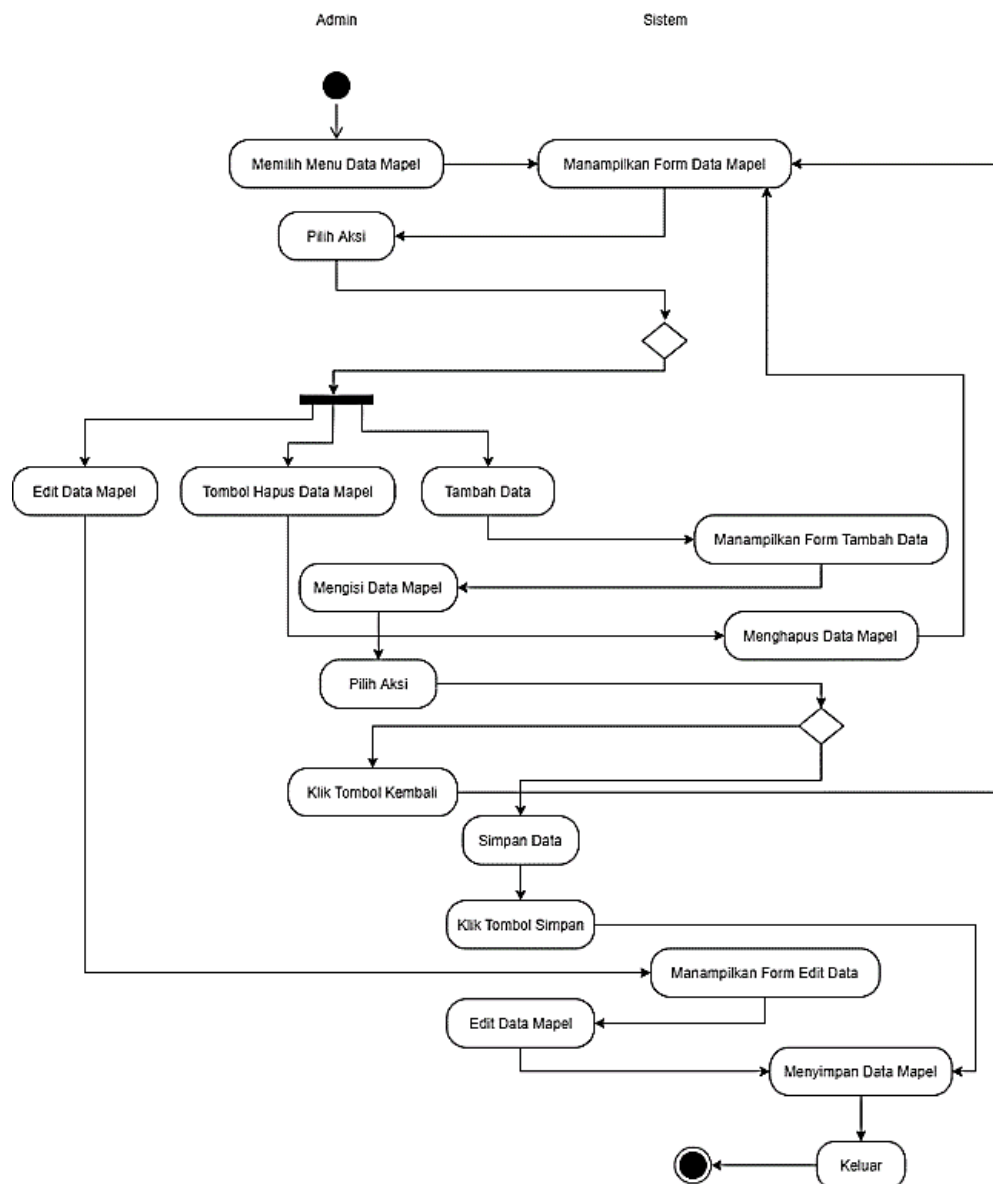 Admin
Sistem
Memilih Menu Data Mapel
Manampilkan Form Data Mapel
Pilih Aksi
Edit Data Mapel
Tombol Hapus Data Mapel
Tambah Data
Manampilkan Form Tambah Data
Mengisi Data Mapel
Menghapus Data Mapel
Pilih Aksi
Klik Tombol Kembali
Simpan Data
Klik Tombol Simpan
Manampilkan Form Edit Data
Edit Data Mapel
Menyimpan Data Mapel
Keluar